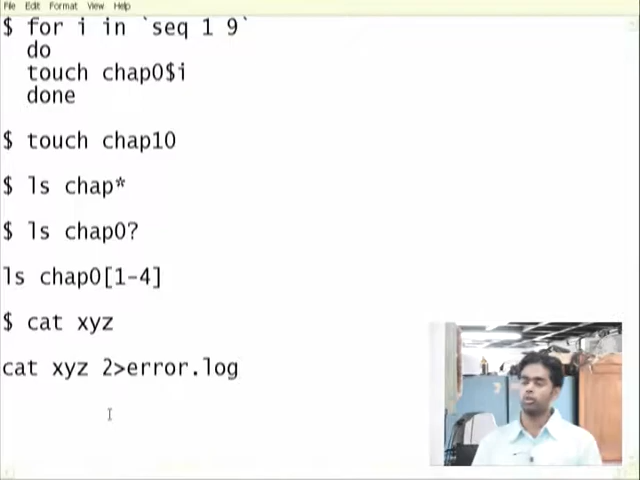 File Edit Format View Help
$ for i in `seq 1 9`
do
touch chap0$i
done
$ touch chap10
$ ls chap*
$ ls chap0?
ls chap0[1-4]
$ cat xyz
cat xyz 2>error.log